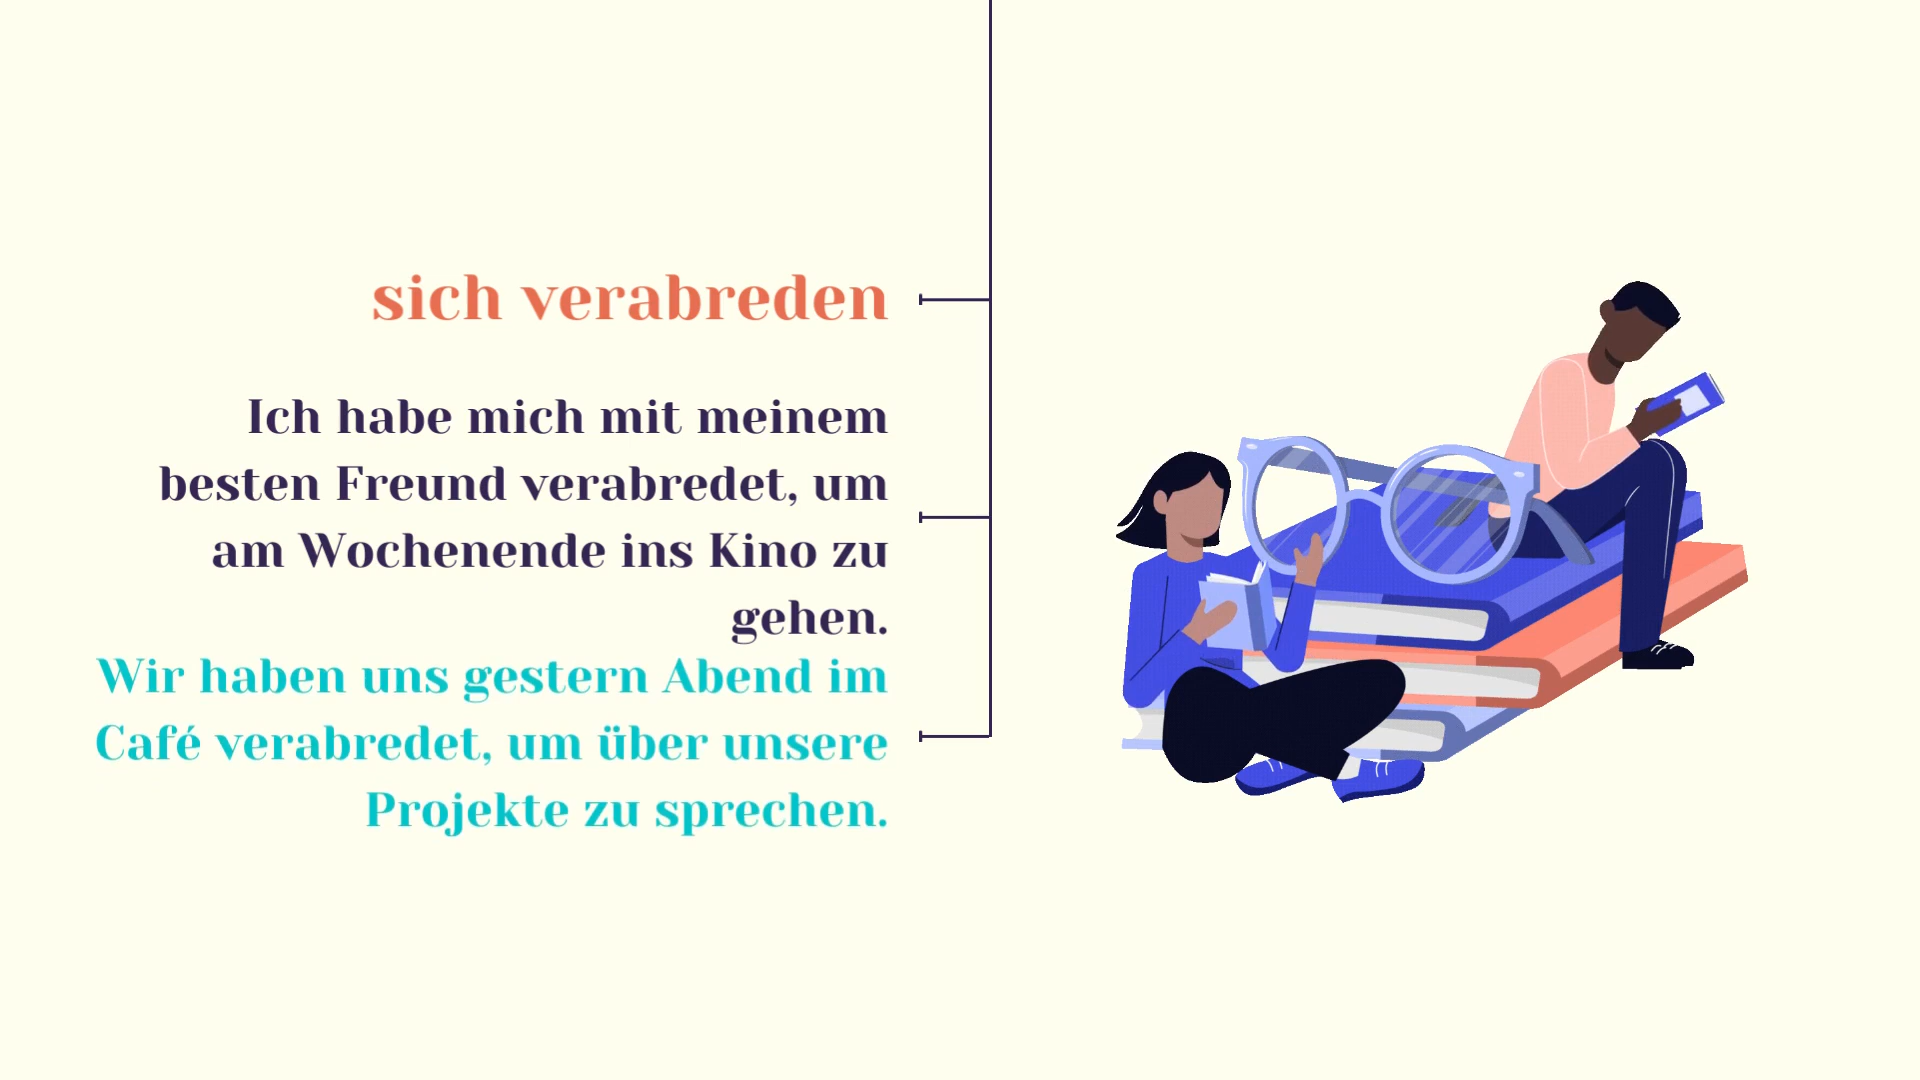 sich verabreden
Ich habe mich mit meinem
besten Freund verabredet, um
am Wochenende ins Kino zu
gehen.
Wir haben uns gestern Abend im
Café verabredet, um über unsere
Projekte zu sprechen.